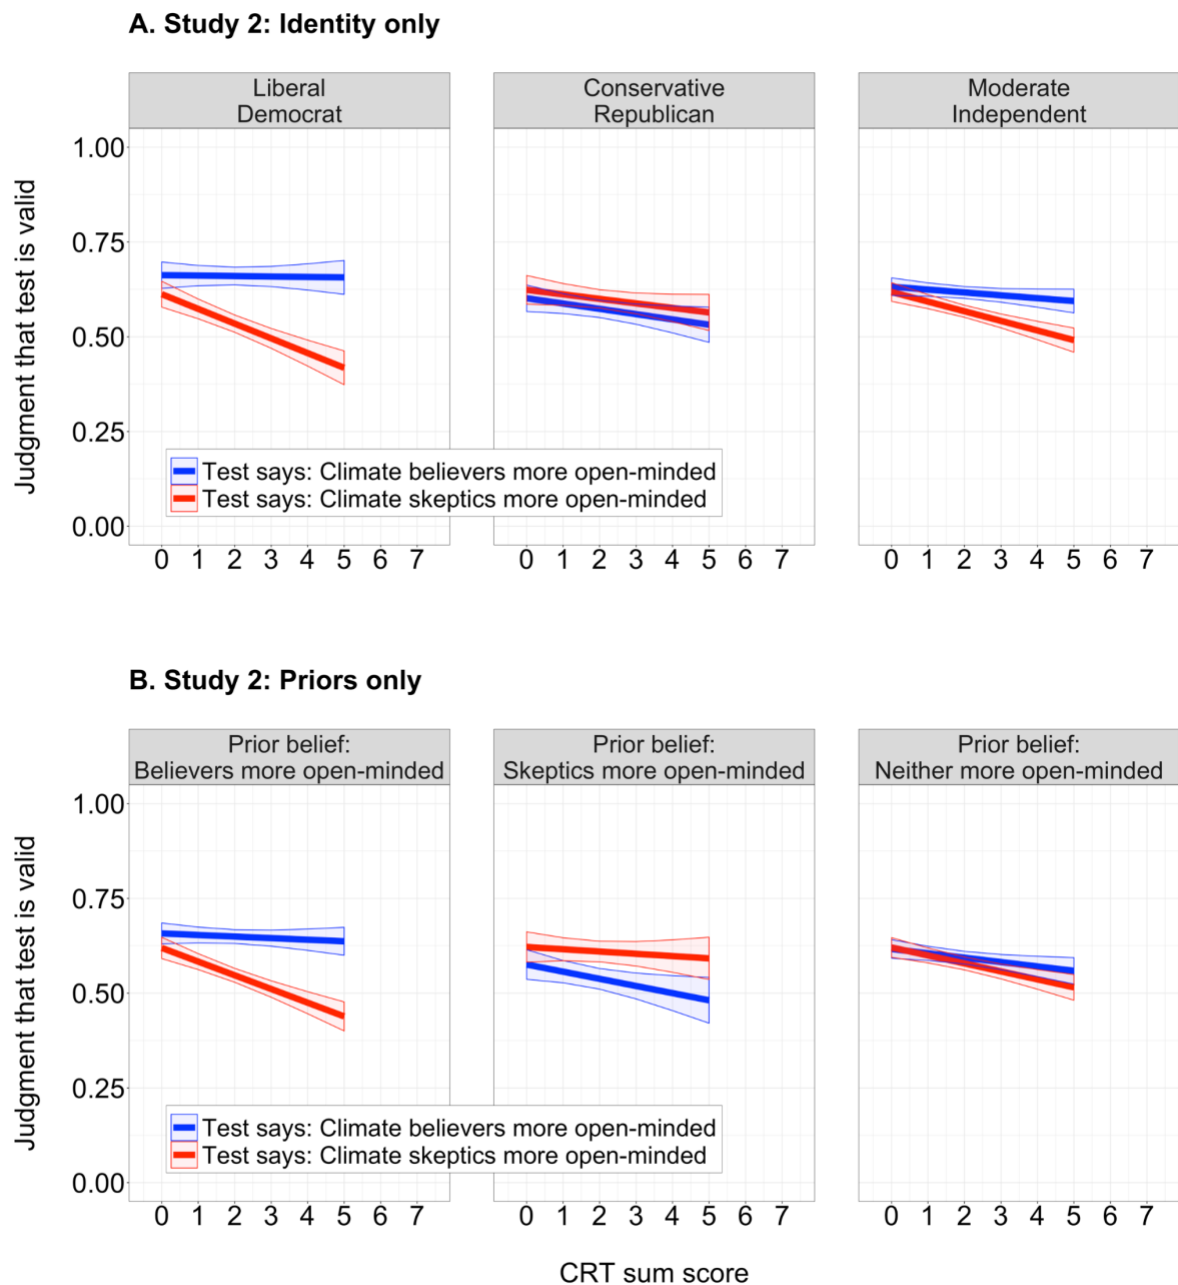 A. Study 2: Identity only
Liberal
Democrat
Conservative
Republican
Moderate
Independent
Judgment that test is valid
1.00
0.75
0.50
0.25
0.00
Test says: Climate believers more open-minded
Test says: Climate skeptics more open-minded
0 1 2 3 4 5 6 7
0 1 2 3 4 5 6 7
0 1 2 3 4 5 6 7
B. Study 2: Priors only
Prior belief:
Believers more open-minded
Prior belief:
Skeptics more open-minded
Prior belief:
Neither more open-minded
Judgment that test is valid
1.00
0.75
0.50
0.25
0.00
Test says: Climate believers more open-minded
Test says: Climate skeptics more open-minded
0 1 2 3 4 5 6 7
0 1 2 3 4 5 6 7
0 1 2 3 4 5 6 7
CRT sum score